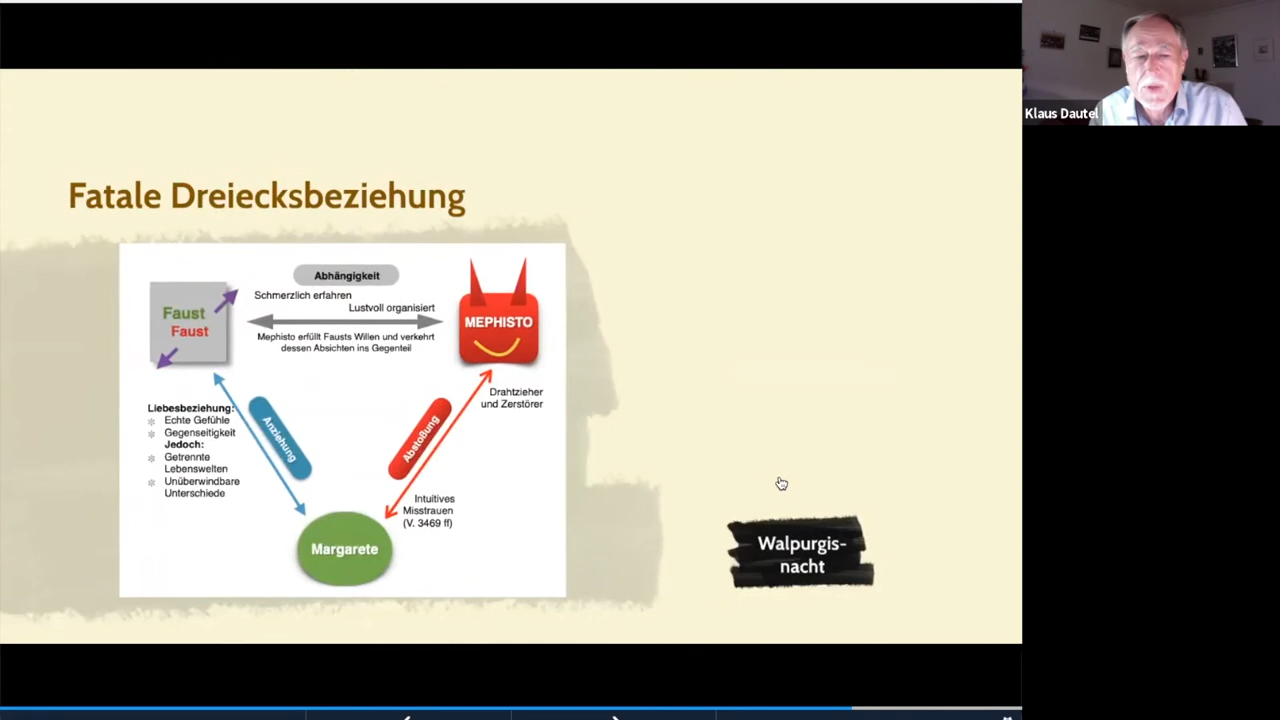 Klaus Dautel
Fatale Dreiecksbeziehung
Abhängigkeit
Schmerzlich erfahren
Lustvoll organisiert
Faust
Faust
MEPHISTO
Mephisto erfüllt Fausts Willen und verkehrt
dessen Absichten ins Gegenteil
Drahtzieher
und Zerstörer
Liebesbeziehung:
Echte Gefühle
Gegenseitigkeit
Jedoch:
Getrennte
Lebenswelten
Unüberwindbare
Unterschiede
Anziehung
Abstoßung
Intuitives
Misstrauen
(V. 3469 ff)
Margarete
Walpurgis-
nacht